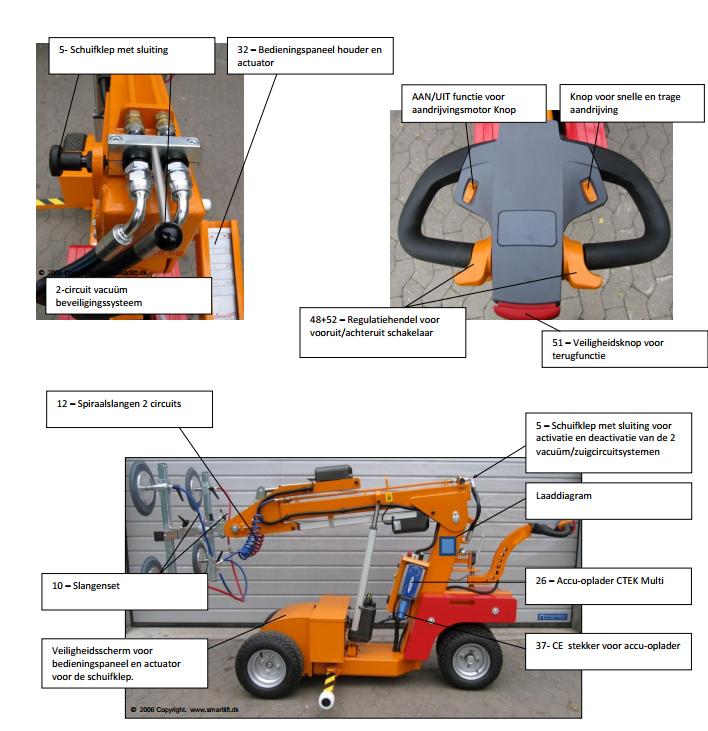 5- Schuifklep met sluiting
32 – Bedieningspaneel houder en
actuator
AAN/UIT functie voor
aandrijvingsmotor Knop
Knop voor snelle en trage
aandrijving
2-circuit vacuüm
beveiligingssysteem
48+52 – Regulatiehendel voor
vooruit/achteruit schakelaar
51 – Veiligheidsknop voor
terugfunctie
12 – Spiraalslangen 2 circuits
5 – Schuifklep met sluiting voor
activatie en deactivatie van de 2
vacuüm/zuigcircuitsystemen
Laaddiagram
10 – Slangenset
26 – Accu-oplader CTEK Multi
Veiligheidsscherm voor
bedieningspaneel en actuator
voor de schuifklep.
37- CE stekker voor accu-oplader
© 2006 Copyright. www.smartlift.dk